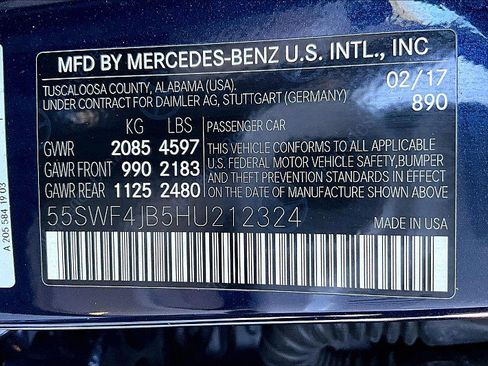 MFD BY MERCEDES-BENZ U.S. INTL., INC
TUSCALOOSA COUNTY, ALABAMA (USA).
UNDER CONTRACT FOR DAIMLER AG, STUTTGART (GERMANY)
02/17
890
KG LBS
GVWR 2085 4597
GAWR FRONT 990 2183
GAWR REAR 1125 2480
PASSENGER CAR
THIS VEHICLE CONFORMS TO ALL APPLICABLE
U.S. FEDERAL MOTOR VEHICLE SAFETY,BUMPER
AND THEFT PREVENTION STANDARDS IN EFFECT
ON THE DATE OF MANUFACTURE SHOWN ABOVE.
55SWF4JB5HU212324
A 205 584 19 03